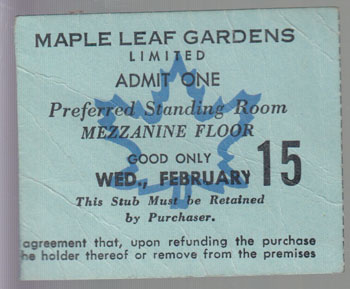 MAPLE LEAF GARDENS
LIMITED
ADMIT ONE
Preferred Standing Room
MEZZANINE FLOOR
GOOD ONLY
WED., FEBRUARY 15
This Stub Must be Retained
by Purchaser.
agreement that, upon refunding the purchase
he holder thereof or remove from the premises